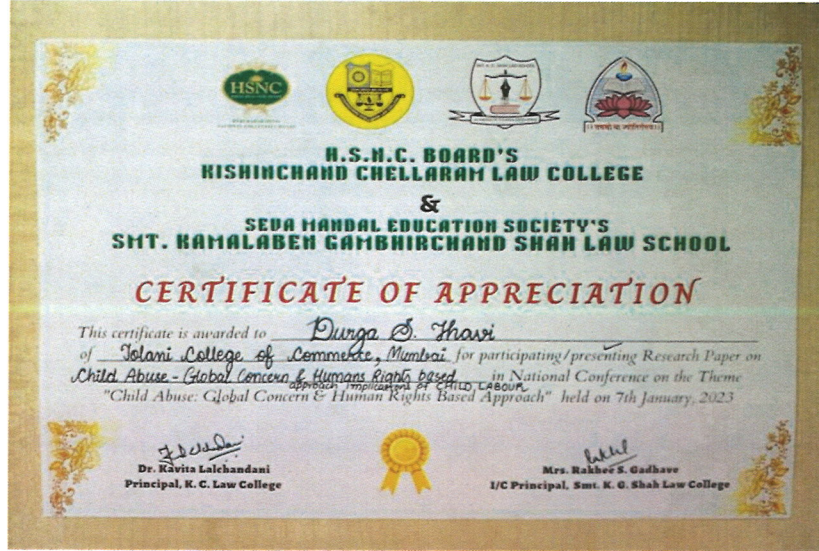 HSNC
H.S.N.C. BOARD'S
KISHINCHAND CHELLARAM LAW COLLEGE
&
SEVA MANDAL EDUCATION SOCIETY'S
SMT. KAMALABEN GAMBHIRCHAND SHAH LAW SCHOOL
CERTIFICATE OF APPRECIATION
This certificate is awarded to Durga S. Thavi
of Tolani College of Commerce, Mumbai for participating/presenting Research Paper on
Child Abuse - Global Concern & Humans Rights based in National Conference on the Theme
approach implications of CHILD LABOUR
"Child Abuse: Global Concern & Human Rights Based Approach" held on 7th January, 2023
Dr. Kavita Lalchandani
Principal, K. C. Law College
Mrs. Rakhee S. Gadhave
I/C Principal, Smt. K. G. Shah Law College